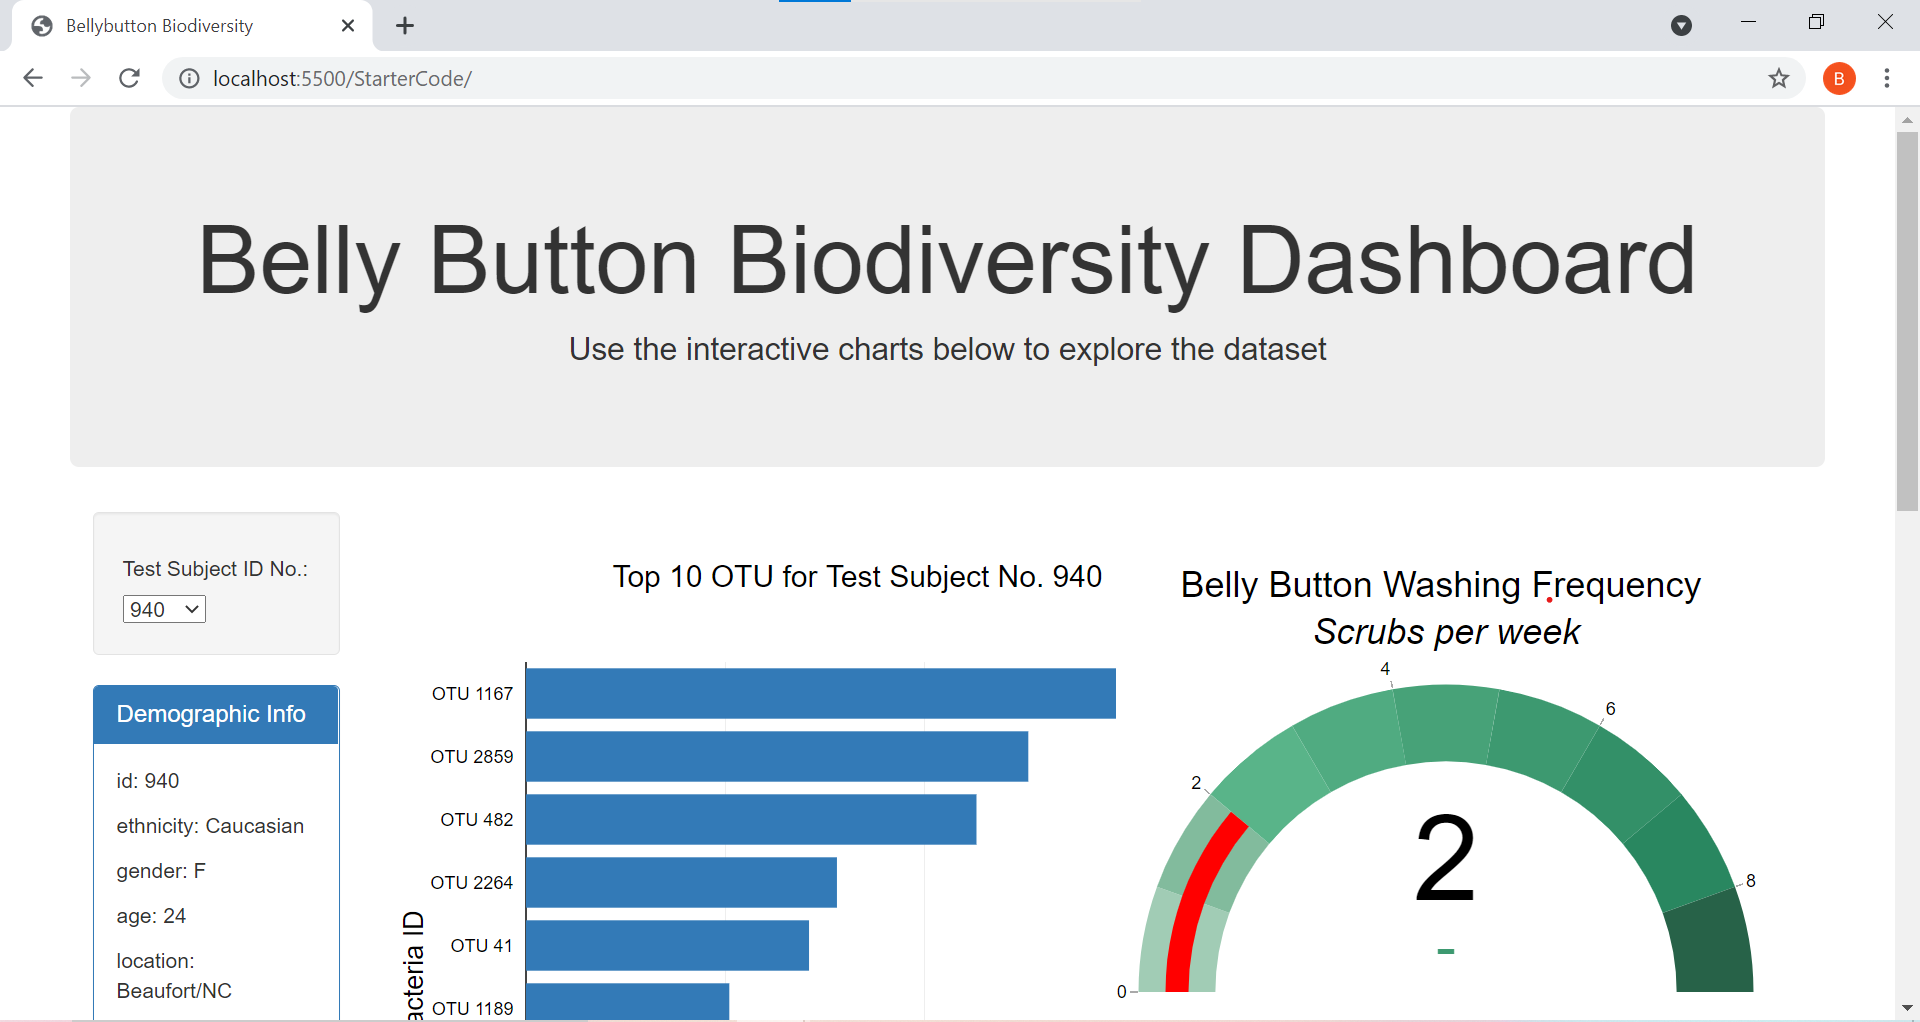 Bellybutton Biodiversity
localhost:5500/StarterCode/
B
Belly Button Biodiversity Dashboard
Use the interactive charts below to explore the dataset
Test Subject ID No.:
940
Demographic Info
id: 940
ethnicity: Caucasian
gender: F
age: 24
location:
Beaufort/NC
Top 10 OTU for Test Subject No. 940
OTU 1167
OTU 2859
OTU 482
OTU 2264
OTU 41
OTU 1189
acteria ID
Belly Button Washing Frequency
Scrubs per week
0
2
4
6
8
2
-